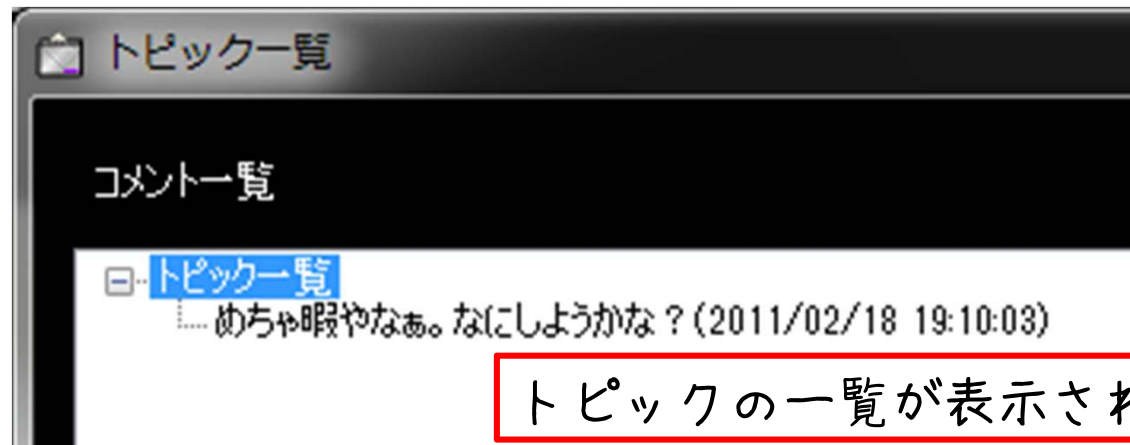 トピック一覧
コメント一覧
トピック一覧
めちゃ暇やなぁ。なにしようかな？(2011/02/18 19:10:03)
トピックの一覧が表示され